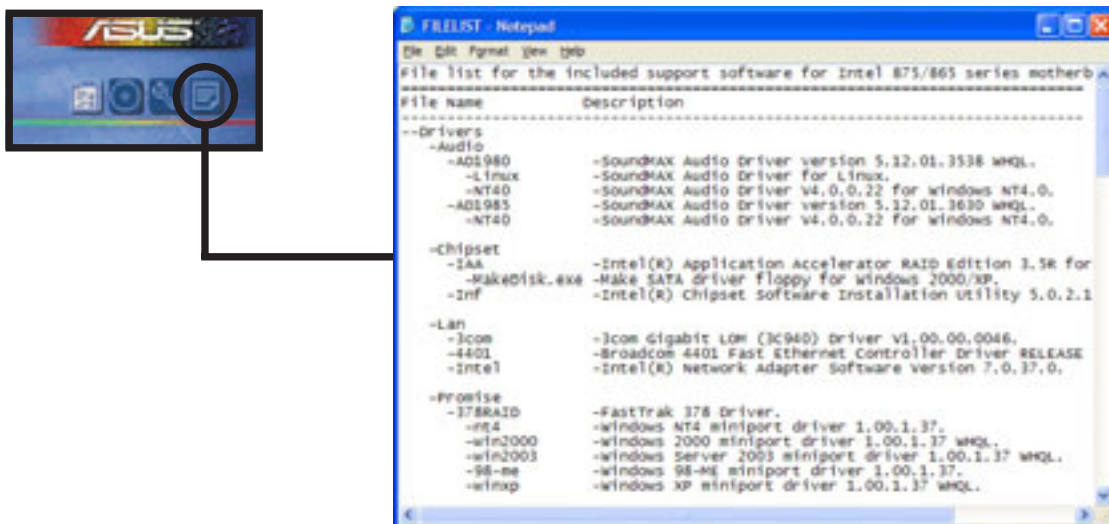 ASUS
FILELIST - Notepad
File Edit Format View Help
File list for the included support software for Intel 875/865 series motherb
File Name Description
--Drivers
-Audio
-AD1980 -SoundMAX Audio Driver version 5.12.01.3538 WHQL.
-Linux -SoundMAX Audio Driver for Linux.
-NT40 -SoundMAX Audio Driver V4.0.0.22 for Windows NT4.0.
-AD1985 -SoundMAX Audio Driver version 5.12.01.3630 WHQL.
-NT40 -SoundMAX Audio Driver V4.0.0.22 for Windows NT4.0.
-Chipset
-IAA -Intel(R) Application Accelerator RAID Edition 3.5R for
-MakeDisk.exe -Make SATA driver floppy for Windows 2000/XP.
-Inf -Intel(R) Chipset Software Installation Utility 5.0.2.1
-Lan
-3com -3Com Gigabit LOM (3C940) Driver V1.00.00.0046.
-4401 -Broadcom 4401 Fast Ethernet Controller Driver RELEASE
-Intel -Intel(R) Network Adapter Software Version 7.0.37.0.
-Promise
-378RAID -FastTrak 378 Driver.
-nt4 -Windows NT4 miniport driver 1.00.1.37.
-win2000 -Windows 2000 miniport driver 1.00.1.37 WHQL.
-win2003 -Windows Server 2003 miniport driver 1.00.1.37 WHQL.
-98-me -Windows 98-ME miniport driver 1.00.1.37.
-winxp -Windows XP miniport driver 1.00.1.37 WHQL.